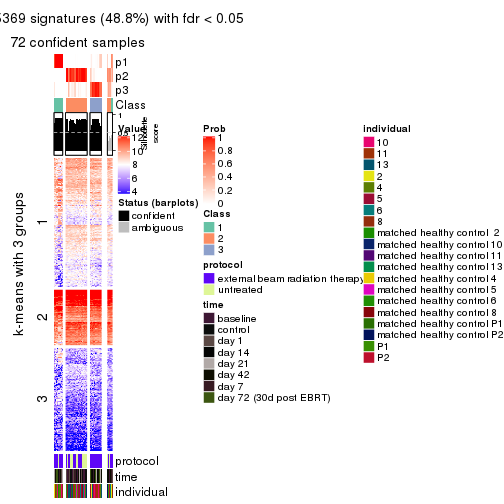 5369 signatures (48.8%) with fdr < 0.05
72 confident samples
p1
p2
p3
Class
1
Silhouette
score
k-means with 3 groups
1
2
3
protocol
time
individual
Value
12
10
8
6
4
Status (barplots)
confident
ambiguous
Prob
1
0.8
0.6
0.4
0.2
0
Class
1
2
3
protocol
external beam radiation therapy
untreated
time
baseline
control
day 1
day 14
day 21
day 42
day 7
day 72 (30d post EBRT)
individual
10
11
13
2
4
5
6
8
matched healthy control 2
matched healthy control 10
matched healthy control 11
matched healthy control 13
matched healthy control 4
matched healthy control 5
matched healthy control 6
matched healthy control 8
matched healthy control P1
matched healthy control P2
P1
P2